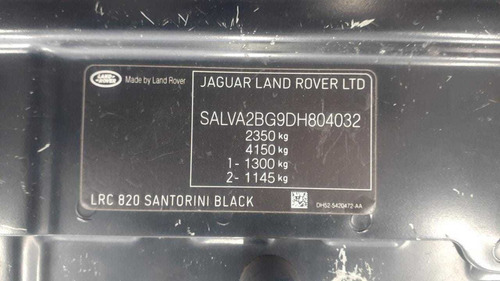 LAND ROVER
Made by Land Rover
JAGUAR LAND ROVER LTD
SALVA2BG9DH804032
2350 kg
4150 kg
1- 1300 kg
2- 1145 kg
LRC 820 SANTORINI BLACK
DH52-5420472-AA